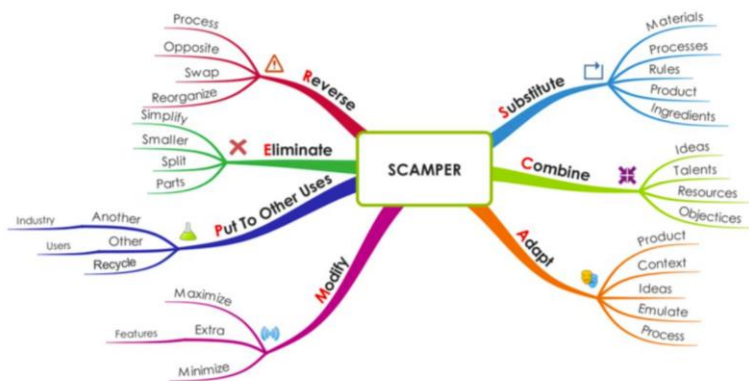 SCAMPER
Substitute
Materials
Processes
Rules
Product
Ingredients
Combine
Ideas
Talents
Resources
Objectices
Adapt
Product
Context
Ideas
Emulate
Process
Modify
Maximize
Extra
Features
Minimize
Put To Other Uses
Another
Industry
Other
Users
Recycle
Eliminate
Simplify
Smaller
Split
Parts
Reverse
Process
Opposite
Swap
Reorganize